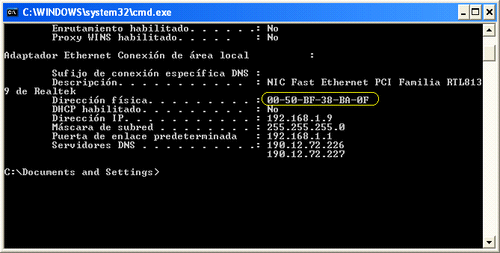 C:\WINDOWS\system32\cmd.exe
Enrutamiento habilitado. . . . . : No
Proxy WINS habilitado. . . . . : No
Adaptador Ethernet Conexión de área local :
Sufijo de conexión específica DNS :
Descripción. . . . . . . . . . . : NIC Fast Ethernet PCI Familia RTL813
9 de Realtek
Dirección física. . . . . . . . . : 00-50-BF-38-BA-0F
DHCP habilitado. . . . . . . . . : No
Dirección IP. . . . . . . . . . . : 192.168.1.9
Máscara de subred . . . . . . . . : 255.255.255.0
Puerta de enlace predeterminada : 192.168.1.1
Servidores DNS . . . . . . . . . . : 190.12.72.226
190.12.72.227
C:\Documents and Settings>